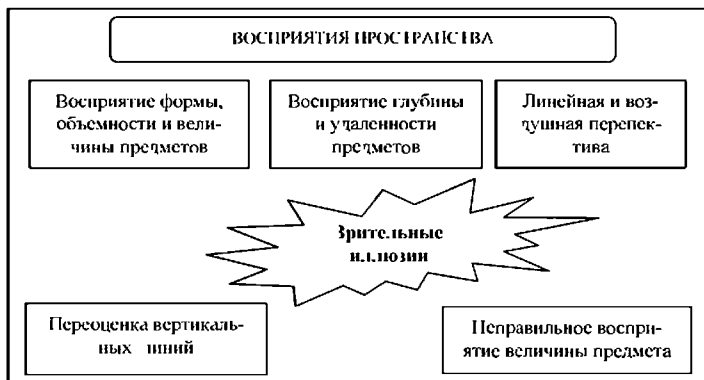 ВОСПРИЯТИЯ ПРОСТРАНСТВА
Восприятие формы,
объемности и вели-
чины предметов
Восприятие глубины
и удаленности
предметов
Линейная и воз-
душная перепек-
тива
Зрительные
иллюзии
Переоценка вертикаль-
ных линий
Неправильное воспри-
ятие величины предмета